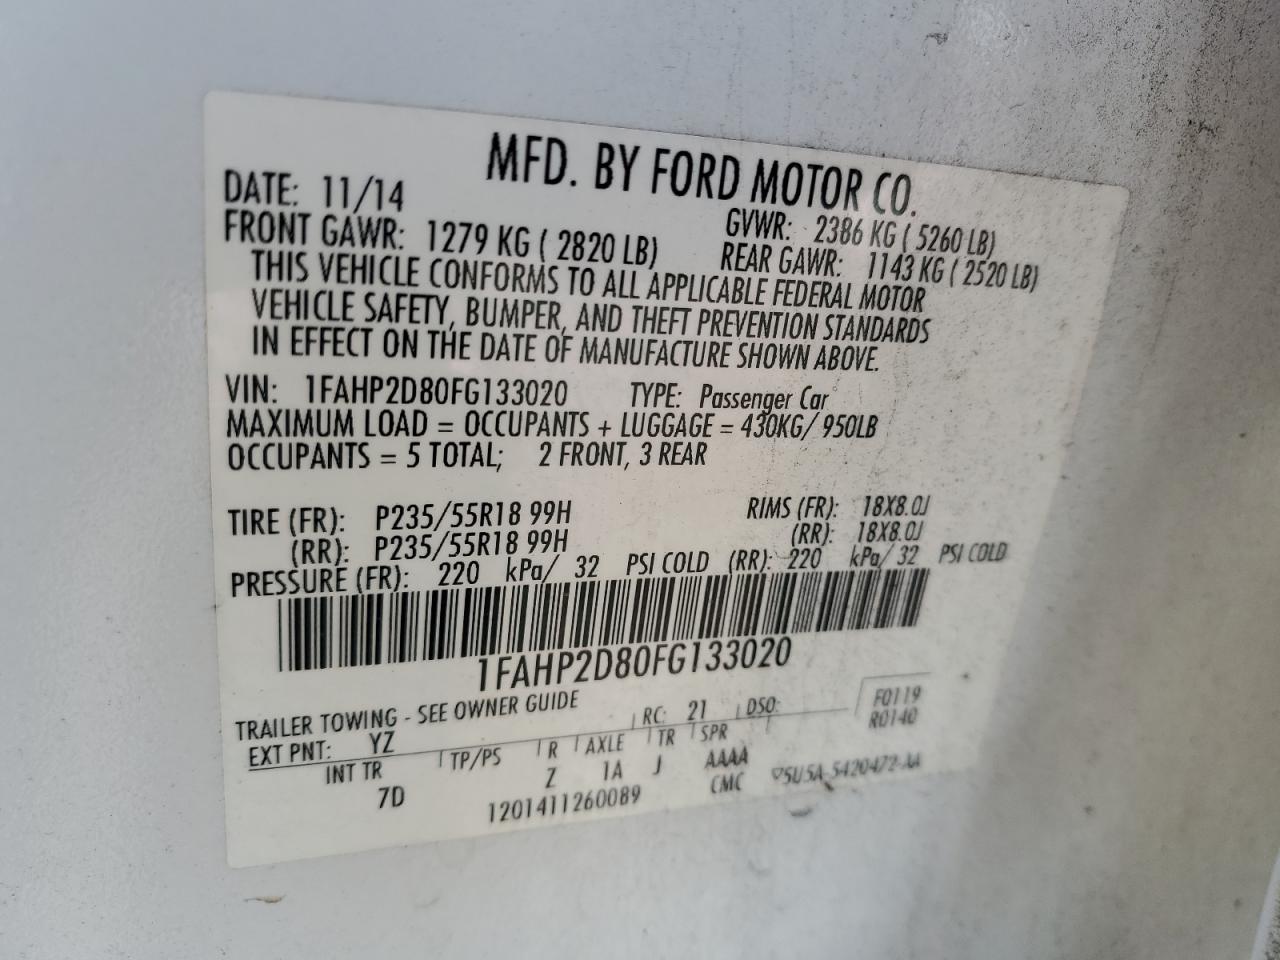 MFD. BY FORD MOTOR CO.
DATE: 11/14 GVWR: 2386 KG ( 5260 LB)
FRONT GAWR: 1279 KG ( 2820 LB) REAR GAWR: 1143 KG ( 2520 LB)
THIS VEHICLE CONFORMS TO ALL APPLICABLE FEDERAL MOTOR
VEHICLE SAFETY, BUMPER, AND THEFT PREVENTION STANDARDS
IN EFFECT ON THE DATE OF MANUFACTURE SHOWN ABOVE.
VIN: 1FAHP2D80FG133020 TYPE: Passenger Car
MAXIMUM LOAD = OCCUPANTS + LUGGAGE = 430KG/ 950LB
OCCUPANTS = 5 TOTAL; 2 FRONT, 3 REAR
TIRE (FR): P235/55R18 99H RIMS (FR): 18X8.0J
(RR): P235/55R18 99H (RR): 18X8.0J
PRESSURE (FR): 220 kPa/ 32 PSI COLD (RR): 220 kPa/ 32 PSI COLD
1FAHP2D80FG133020
TRAILER TOWING - SEE OWNER GUIDE F0119
EXT PNT: YZ RC: 21 DSO: R0140
INT TR TP/PS R AXLE TR SPR
7D Z 1A J AAAA
1201411260089 CMC ▽5U5A-5420472-AA